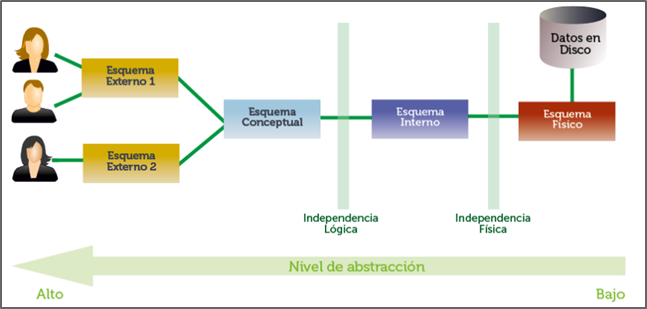 Datos en
Disco
Esquema
Externo 1
Esquema
Conceptual
Esquema
Interno
Esquema
Físico
Esquema
Externo 2
Independencia
Lógica
Independencia
Física
Nivel de abstracción
Alto
Bajo